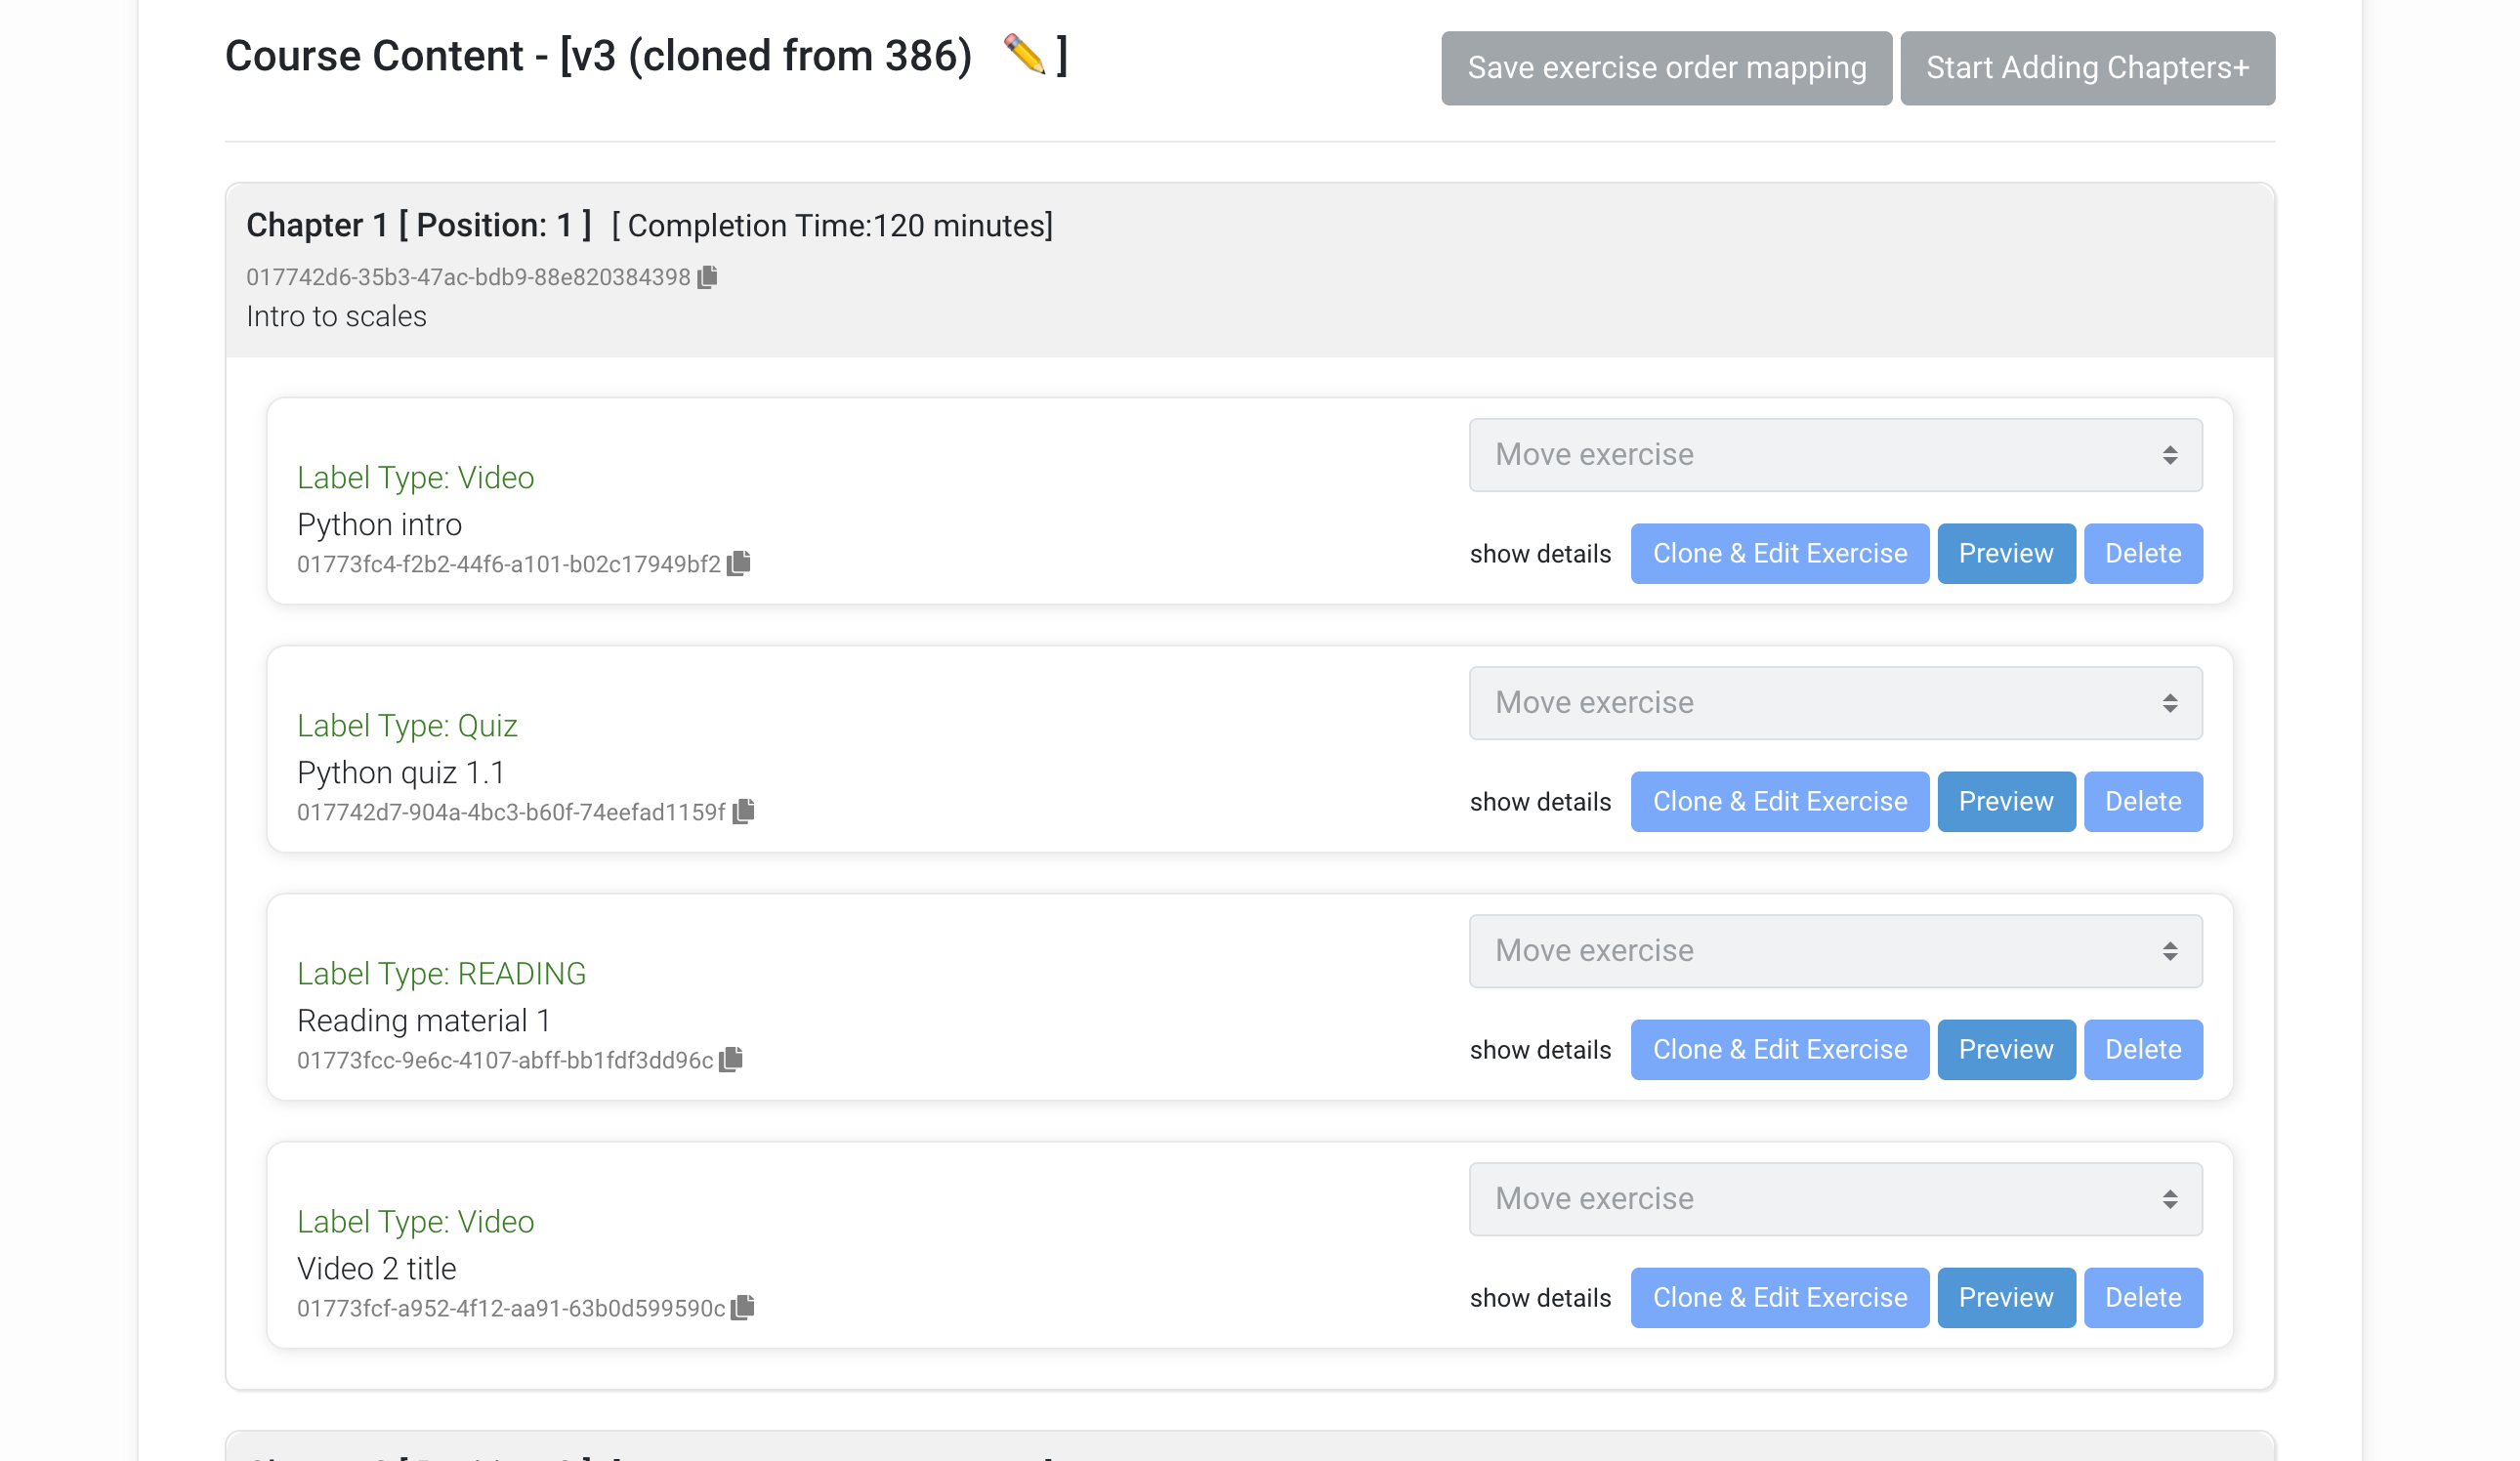 Course Content - [v3 (cloned from 386) ✏️ ]
Save exercise order mapping
Start Adding Chapters+
Chapter 1 [ Position: 1 ] [ Completion Time:120 minutes]
017742d6-35b3-47ac-bdb9-88e820384398
Intro to scales
Move exercise
Label Type: Video
Python intro
01773fc4-f2b2-44f6-a101-b02c17949bf2
show details Clone & Edit Exercise Preview Delete
Move exercise
Label Type: Quiz
Python quiz 1.1
017742d7-904a-4bc3-b60f-74eefad1159f
show details Clone & Edit Exercise Preview Delete
Move exercise
Label Type: READING
Reading material 1
01773fcc-9e6c-4107-abff-bb1fdf3dd96c
show details Clone & Edit Exercise Preview Delete
Move exercise
Label Type: Video
Video 2 title
01773fcf-a952-4f12-aa91-63b0d599590c
show details Clone & Edit Exercise Preview Delete